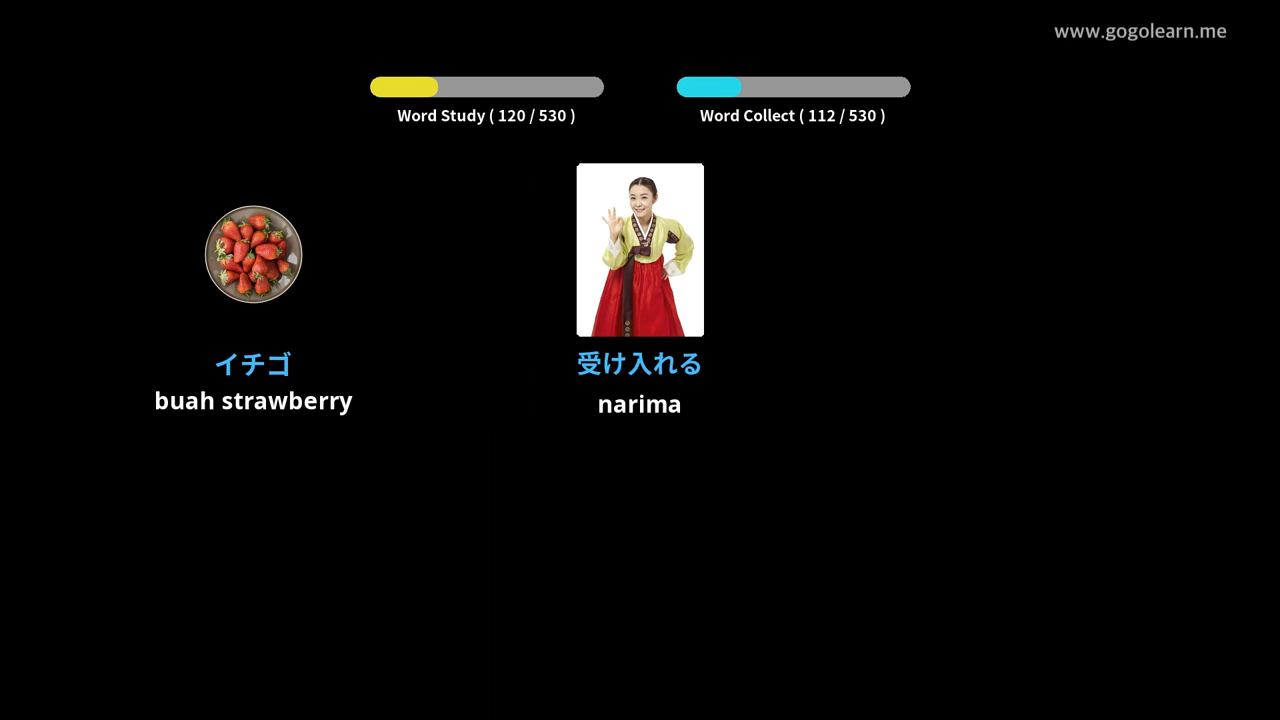 www.gogolearn.me
Word Study ( 120 / 530 )
Word Collect ( 112 / 530 )
イチゴ
buah strawberry
受け入れる
narima